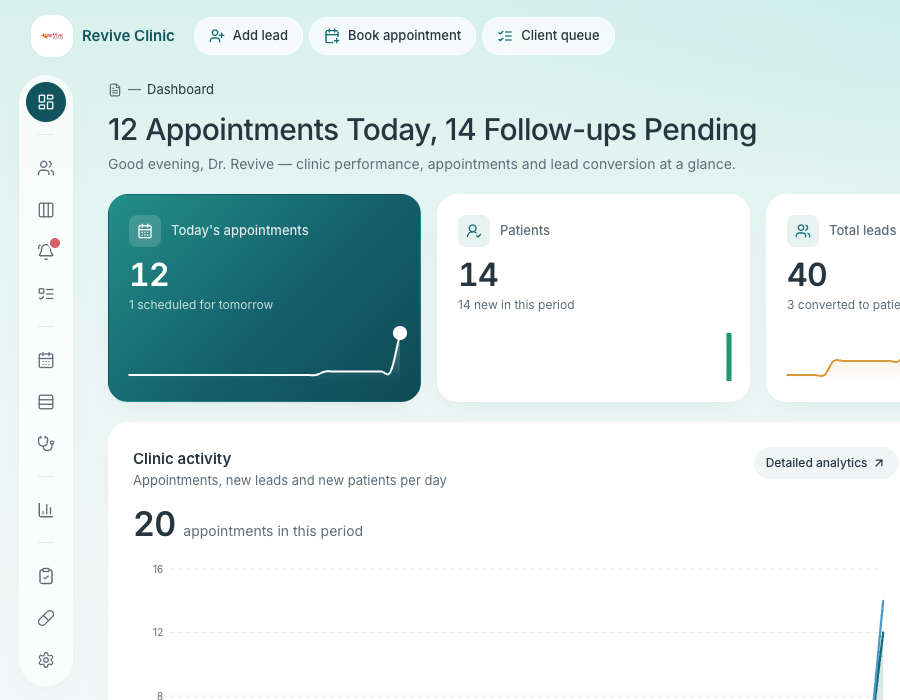 Revive Clinic
Add lead
Book appointment
Client queue
— Dashboard
12 Appointments Today, 14 Follow-ups Pending
Good evening, Dr. Revive — clinic performance, appointments and lead conversion at a glance.
Today's appointments
12
1 scheduled for tomorrow
Patients
14
14 new in this period
Total leads
40
3 converted to patie
Clinic activity
Appointments, new leads and new patients per day
Detailed analytics
20 appointments in this period
16
12
8